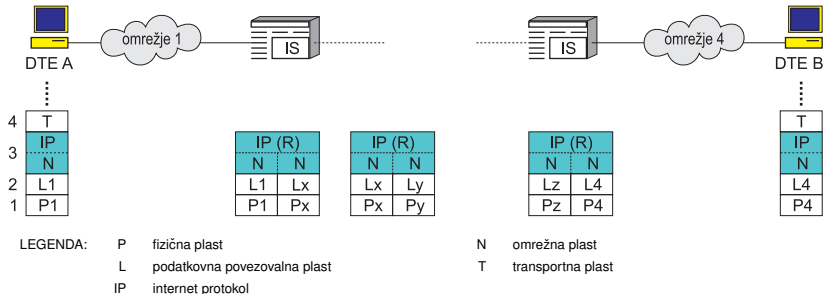 omrežje 1
IS
IS
omrežje 4
DTE A
DTE B
4 T T
IP IP (R) IP (R) IP (R) IP
3
N N N N N N N N
2 L1 L1 Lx Lx Ly Lz L4 L4
1 P1 P1 Px Px Py Pz P4 P4
LEGENDA: P fizična plast N omrežna plast
L podatkovna povezovalna plast T transportna plast
IP internet protokol